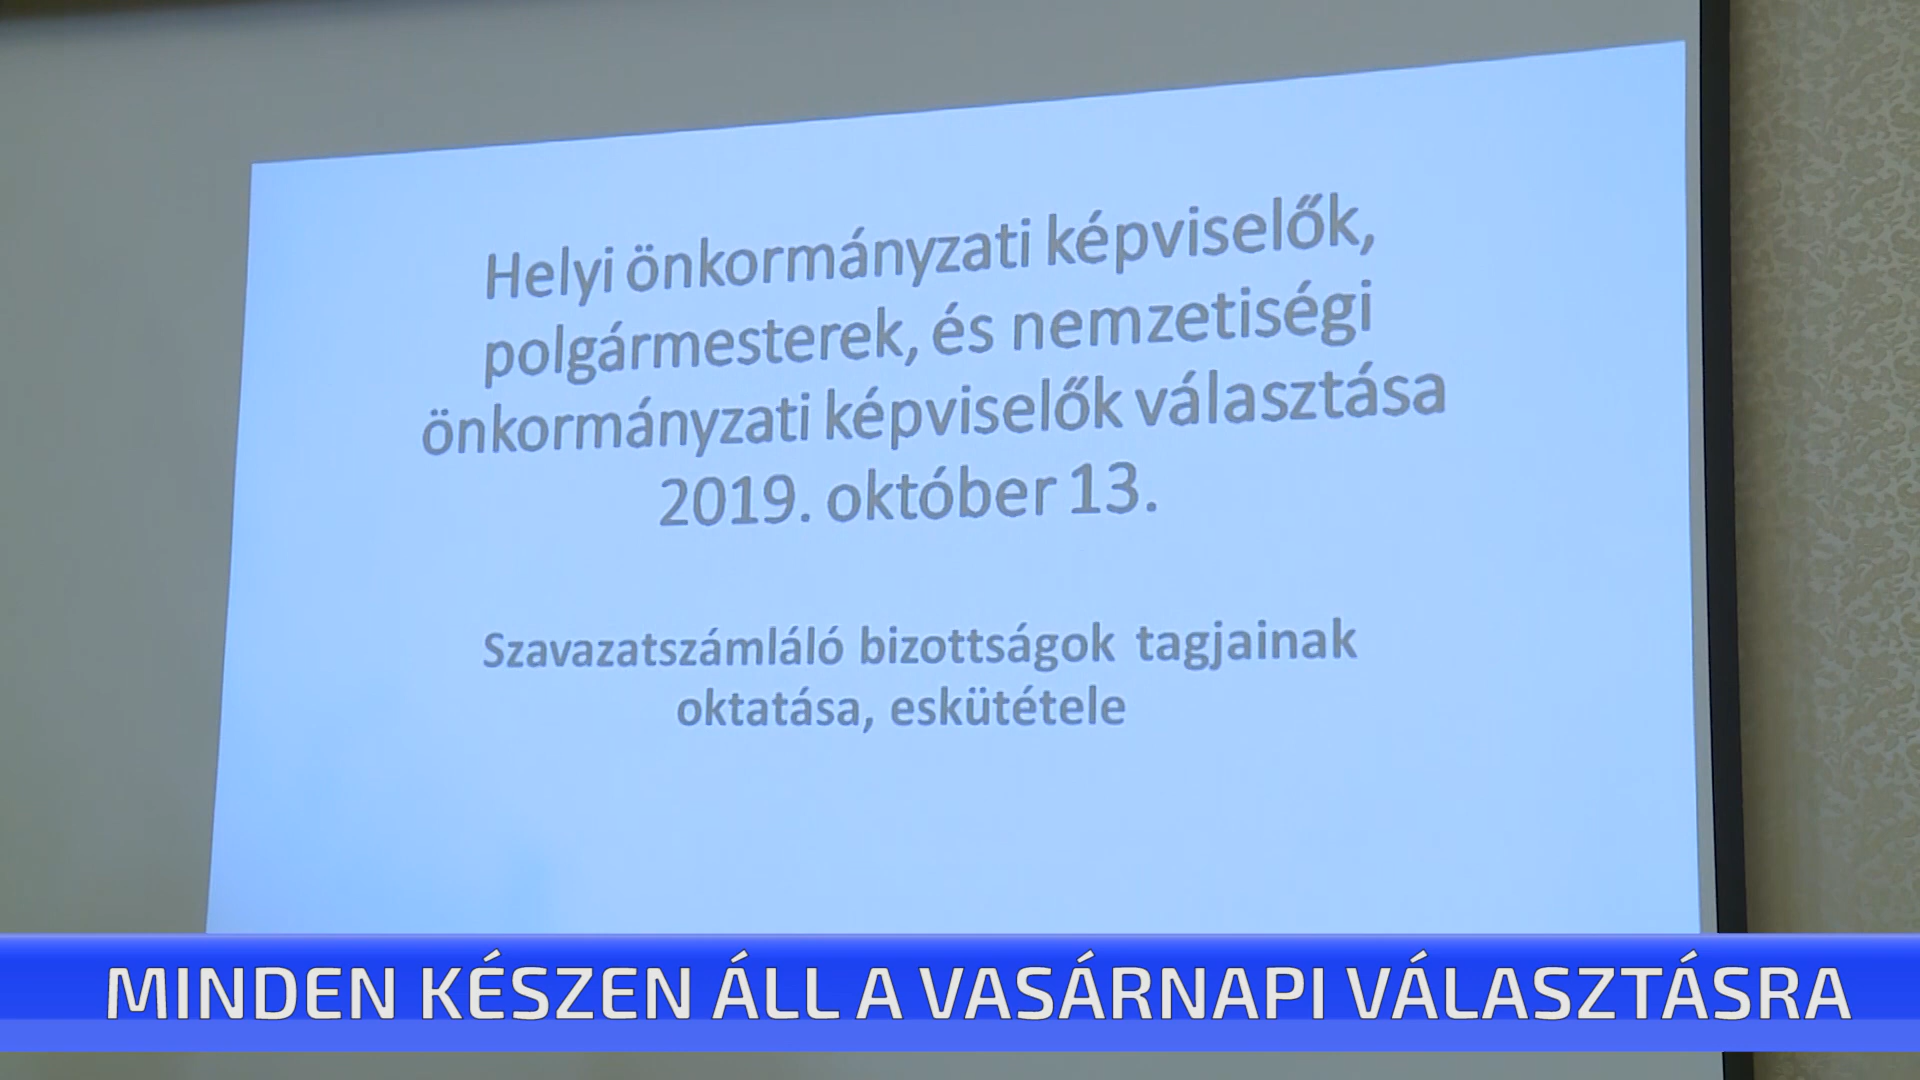 Helyi önkormányzati képviselők,
polgármesterek, és nemzetiségi
önkormányzati képviselők választása
2019. október 13.
Szavazatszámláló bizottságok tagjainak
oktatása, eskütétele
MINDEN KÉSZEN ÁLL A VASÁRNAPI VÁLASZTÁSRA